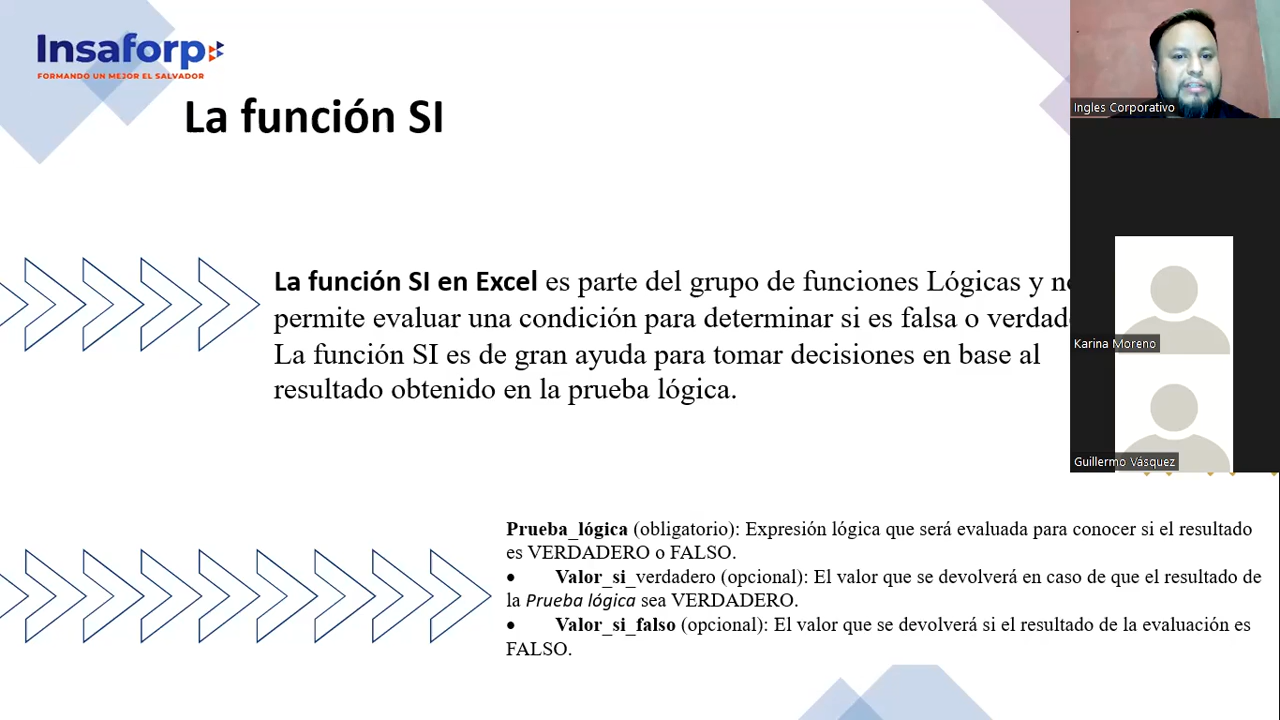 Insaforp
FORMANDO UN MEJOR EL SALVADOR
La función SI
La función SI en Excel es parte del grupo de funciones Lógicas y
permite evaluar una condición para determinar si es falsa o
La función SI es de gran ayuda para tomar decisiones en base al
resultado obtenido en la prueba lógica.
Prueba_lógica (obligatorio): Expresión lógica que será evaluada para conocer si el resultado
es VERDADERO o FALSO.
• Valor_si_verdadero (opcional): El valor que se devolverá en caso de que el resultado de
la Prueba lógica sea VERDADERO.
• Valor_si_falso (opcional): El valor que se devolverá si el resultado de la evaluación es
FALSO.
Ingles Corporativo
Karina Moreno
Guillermo Vásquez